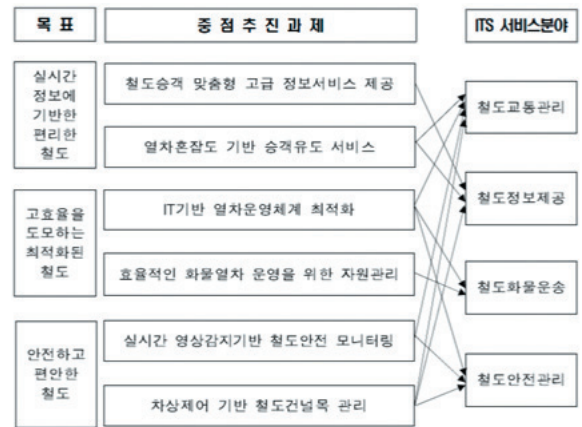 목 표
중 점 추 진 과 제
ITS 서비스분야
실시간
정보에
기반한
편리한
철도
철도승객 맞춤형 고급 정보서비스 제공
열차혼잡도 기반 승객유도 서비스
고효율을
도모하는
최적화된
철도
IT기반 열차운영체계 최적화
효율적인 화물열차 운영을 위한 자원관리
안전하고
편안한
철도
실시간 영상감지기반 철도안전 모니터링
차상제어 기반 철도건널목 관리
철도교통관리
철도정보제공
철도화물운송
철도안전관리